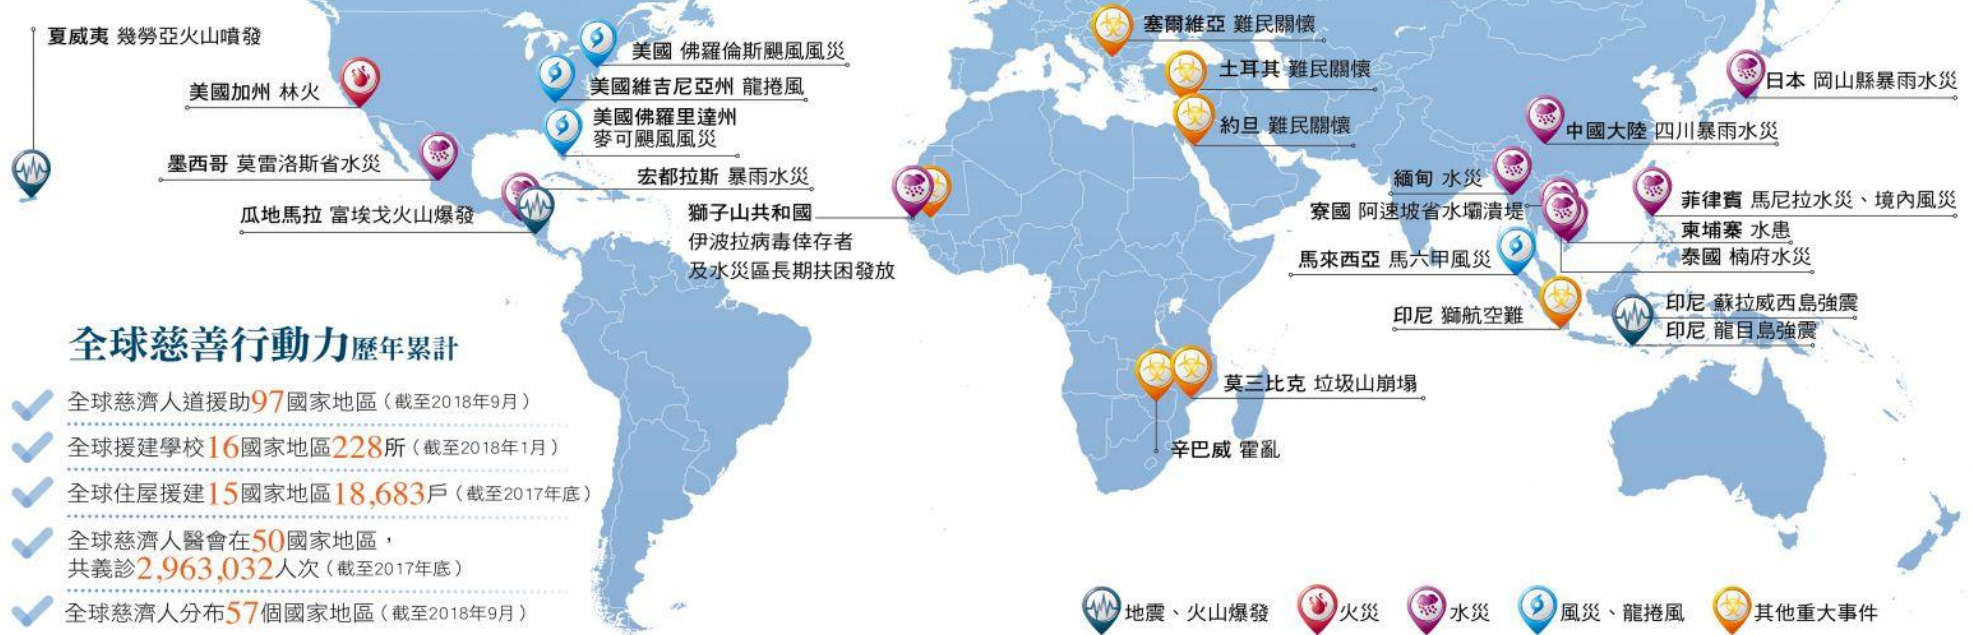 夏威夷 幾勞亞火山噴發
美國加州 林火
墨西哥 莫雷洛斯省水災
瓜地馬拉 富埃戈火山爆發
美國 佛羅倫斯颶風風災
美國維吉尼亞州 龍捲風
美國佛羅里達州
麥可颶風風災
宏都拉斯 暴雨水災
獅子山共和國
伊波拉病毒倖存者
及水災區長期扶困發放
塞爾維亞 難民關懷
土耳其 難民關懷
約旦 難民關懷
日本 岡山縣暴雨水災
中國大陸 四川暴雨水災
緬甸 水災
寮國 阿速坡省水壩潰堤
馬來西亞 馬六甲風災
菲律賓 馬尼拉水災、境內風災
柬埔寨 水患
泰國 楠府水災
印尼 獅航空難
印尼 蘇拉威西島強震
印尼 龍目島強震
莫三比克 垃圾山崩塌
辛巴威 霍亂
全球慈善行動力歷年累計
全球慈濟人道援助97國家地區(截至2018年9月)
全球援建學校16國家地區228所(截至2018年1月)
全球住屋援建15國家地區18,683戶(截至2017年底)
全球慈濟人醫會在50國家地區,
共義診2,963,032人次(截至2017年底)
全球慈濟人分布57個國家地區(截至2018年9月)
地震、火山爆發
火災
水災
風災、龍捲風
其他重大事件